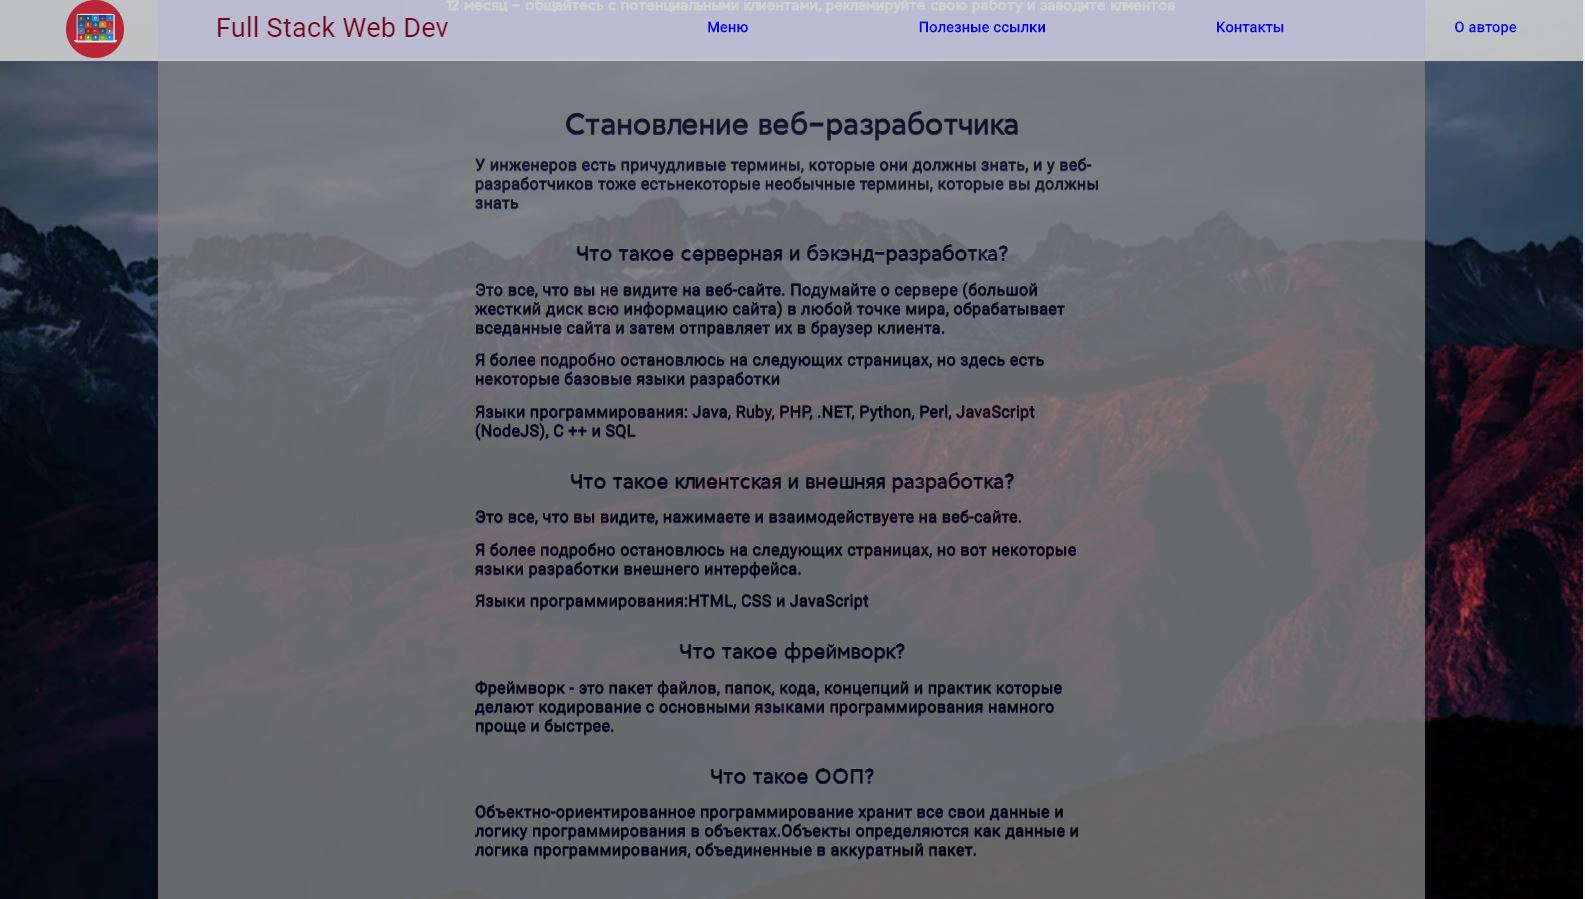 12 месяц - общайтесь с потенциальными клиентами, рекламируйте свою работу и заводите клиентов
Full Stack Web Dev
Меню
Полезные ссылки
Контакты
О авторе
Становление веб-разработчика
У инженеров есть причудливые термины, которые они должны знать, и у веб-
разработчиков тоже естьнекоторые необычные термины, которые вы должны
знать
Что такое серверная и бэкэнд-разработка?
Это все, что вы не видите на веб-сайте. Подумайте о сервере (большой
жесткий диск всю информацию сайта) в любой точке мира, обрабатывает
вседанные сайта и затем отправляет их в браузер клиента.
Я более подробно остановлюсь на следующих страницах, но здесь есть
некоторые базовые языки разработки
Языки программирования: Java, Ruby, PHP, .NET, Python, Perl, JavaScript
(NodeJS), C ++ и SQL
Что такое клиентская и внешняя разработка?
Это все, что вы видите, нажимаете и взаимодействуете на веб-сайте.
Я более подробно остановлюсь на следующих страницах, но вот некоторые
языки разработки внешнего интерфейса.
Языки программирования:HTML, CSS и JavaScript
Что такое фреймворк?
Фреймворк - это пакет файлов, папок, кода, концепций и практик которые
делают кодирование с основными языками программирования намного
проще и быстрее.
Что такое ООП?
Объектно-ориентированное программирование хранит все свои данные и
логику программирования в объектах.Объекты определяются как данные и
логика программирования, объединенные в аккуратный пакет.